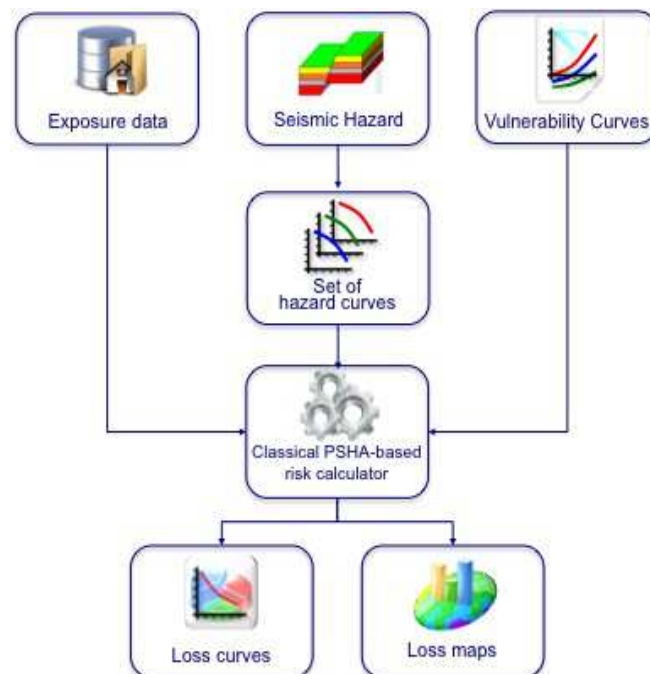 Exposure data
Seismic Hazard
Vulnerability Curves
Set of
hazard curves
Classical PSHA-based
risk calculator
Loss curves
Loss maps